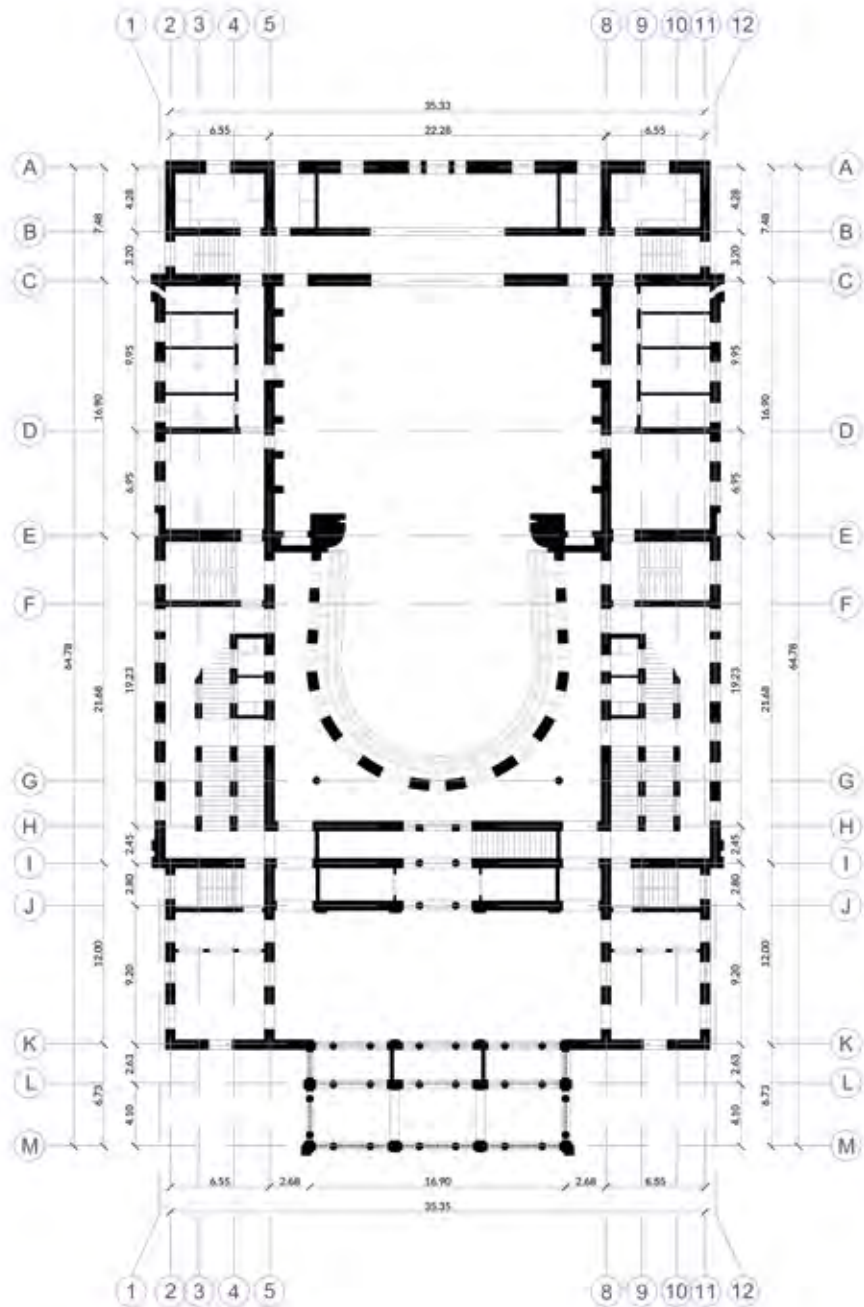 1 2 3 4 5 8 9 10 11 12
35.33
6.55 22.28 6.55
A A
7.48 4.28 4.28 7.48
B B
3.20 3.20
C C
16.90 9.95 9.95 16.90
D D
6.95 6.95
E E
F F
64.78 21.68 19.23 19.23 21.68 64.78
G G
H H
2.45 2.45
I I
2.80 2.80
J J
12.00 9.20 9.20 12.00
K K
2.63 2.63
L L
6.73 4.10 4.10 6.73
M M
6.55 2.68 16.90 2.68 6.55
35.35
1 2 3 4 5 8 9 10 11 12